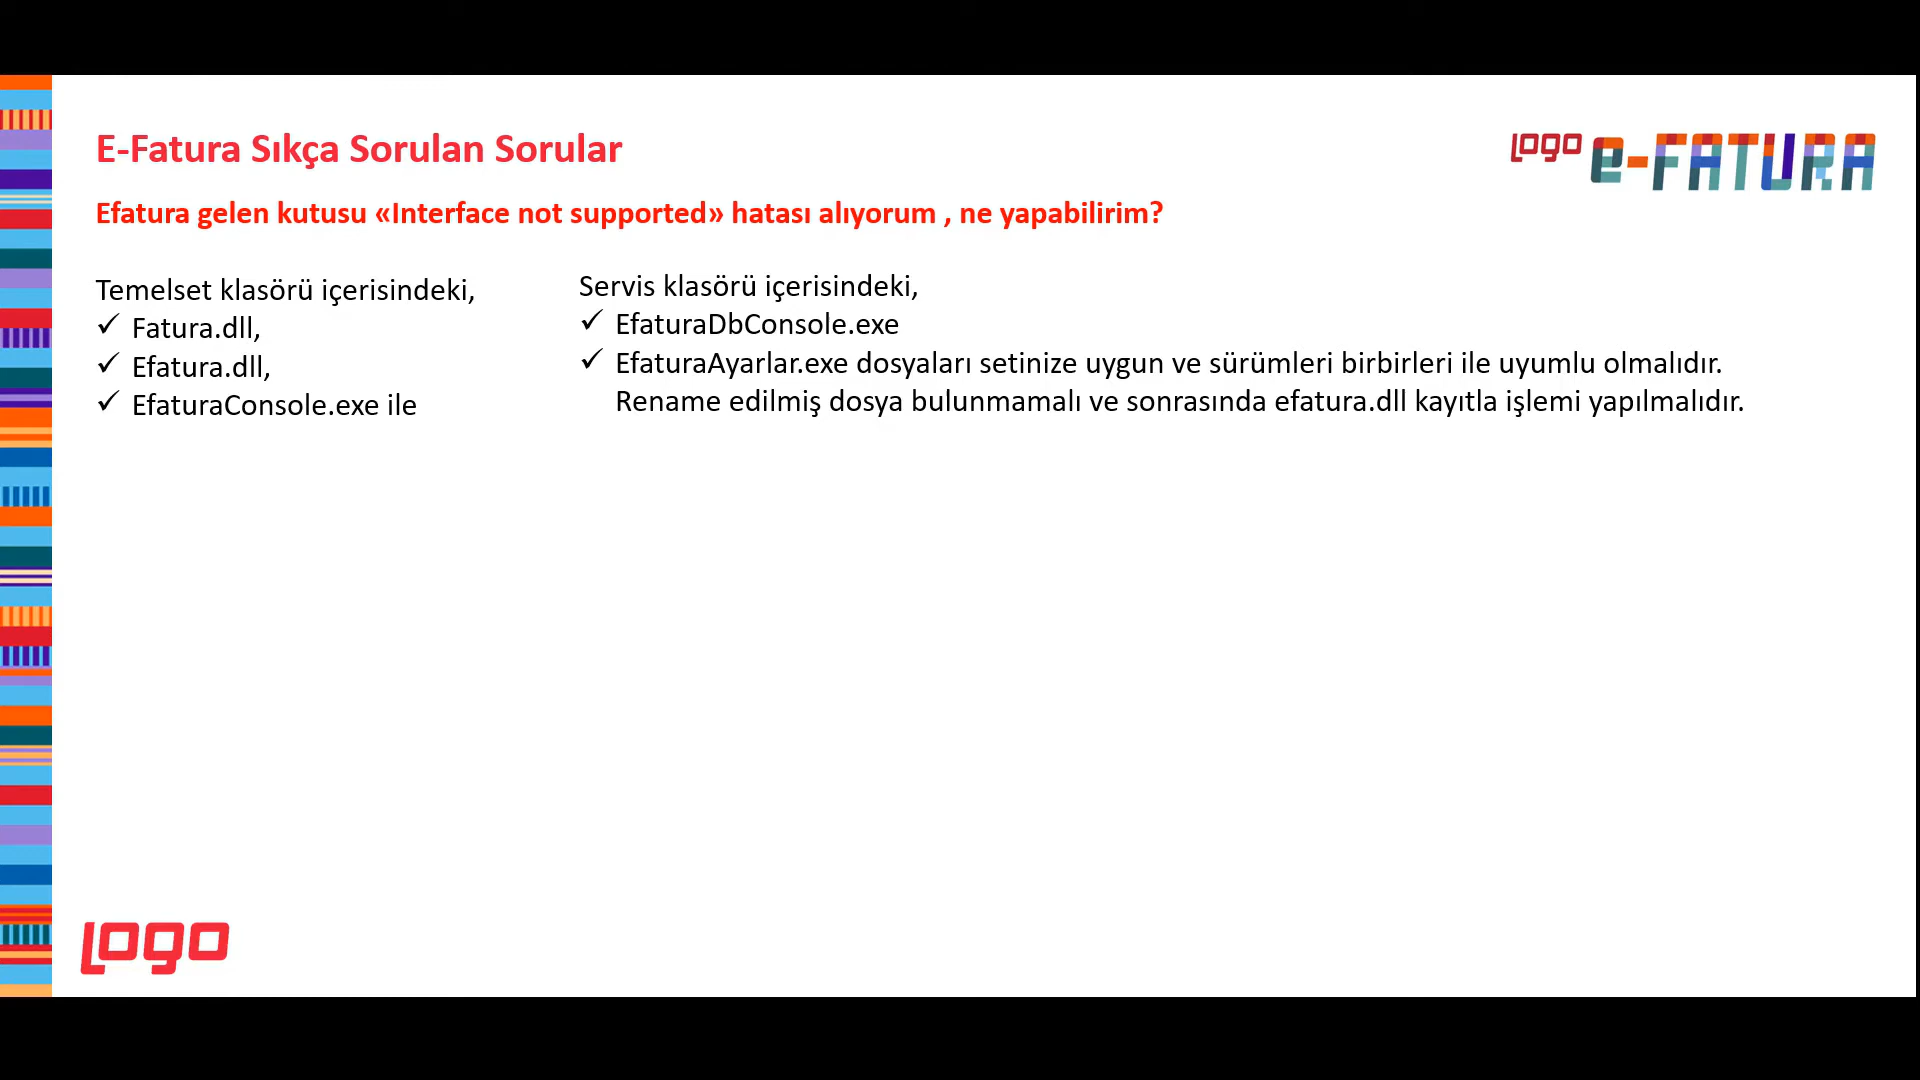 E-Fatura Sıkça Sorulan Sorular
logo e-FATURA
Efatura gelen kutusu «Interface not supported» hatası alıyorum , ne yapabilirim?
Temelset klasörü içerisindeki,
✓ Fatura.dll,
✓ Efatura.dll,
✓ EfaturaConsole.exe ile
Servis klasörü içerisindeki,
✓ EfaturaDbConsole.exe
✓ EfaturaAyarlar.exe dosyaları setinize uygun ve sürümleri birbirleri ile uyumlu olmalıdır.
Rename edilmiş dosya bulunmamalı ve sonrasında efatura.dll kayıtla işlemi yapılmalıdır.
logo